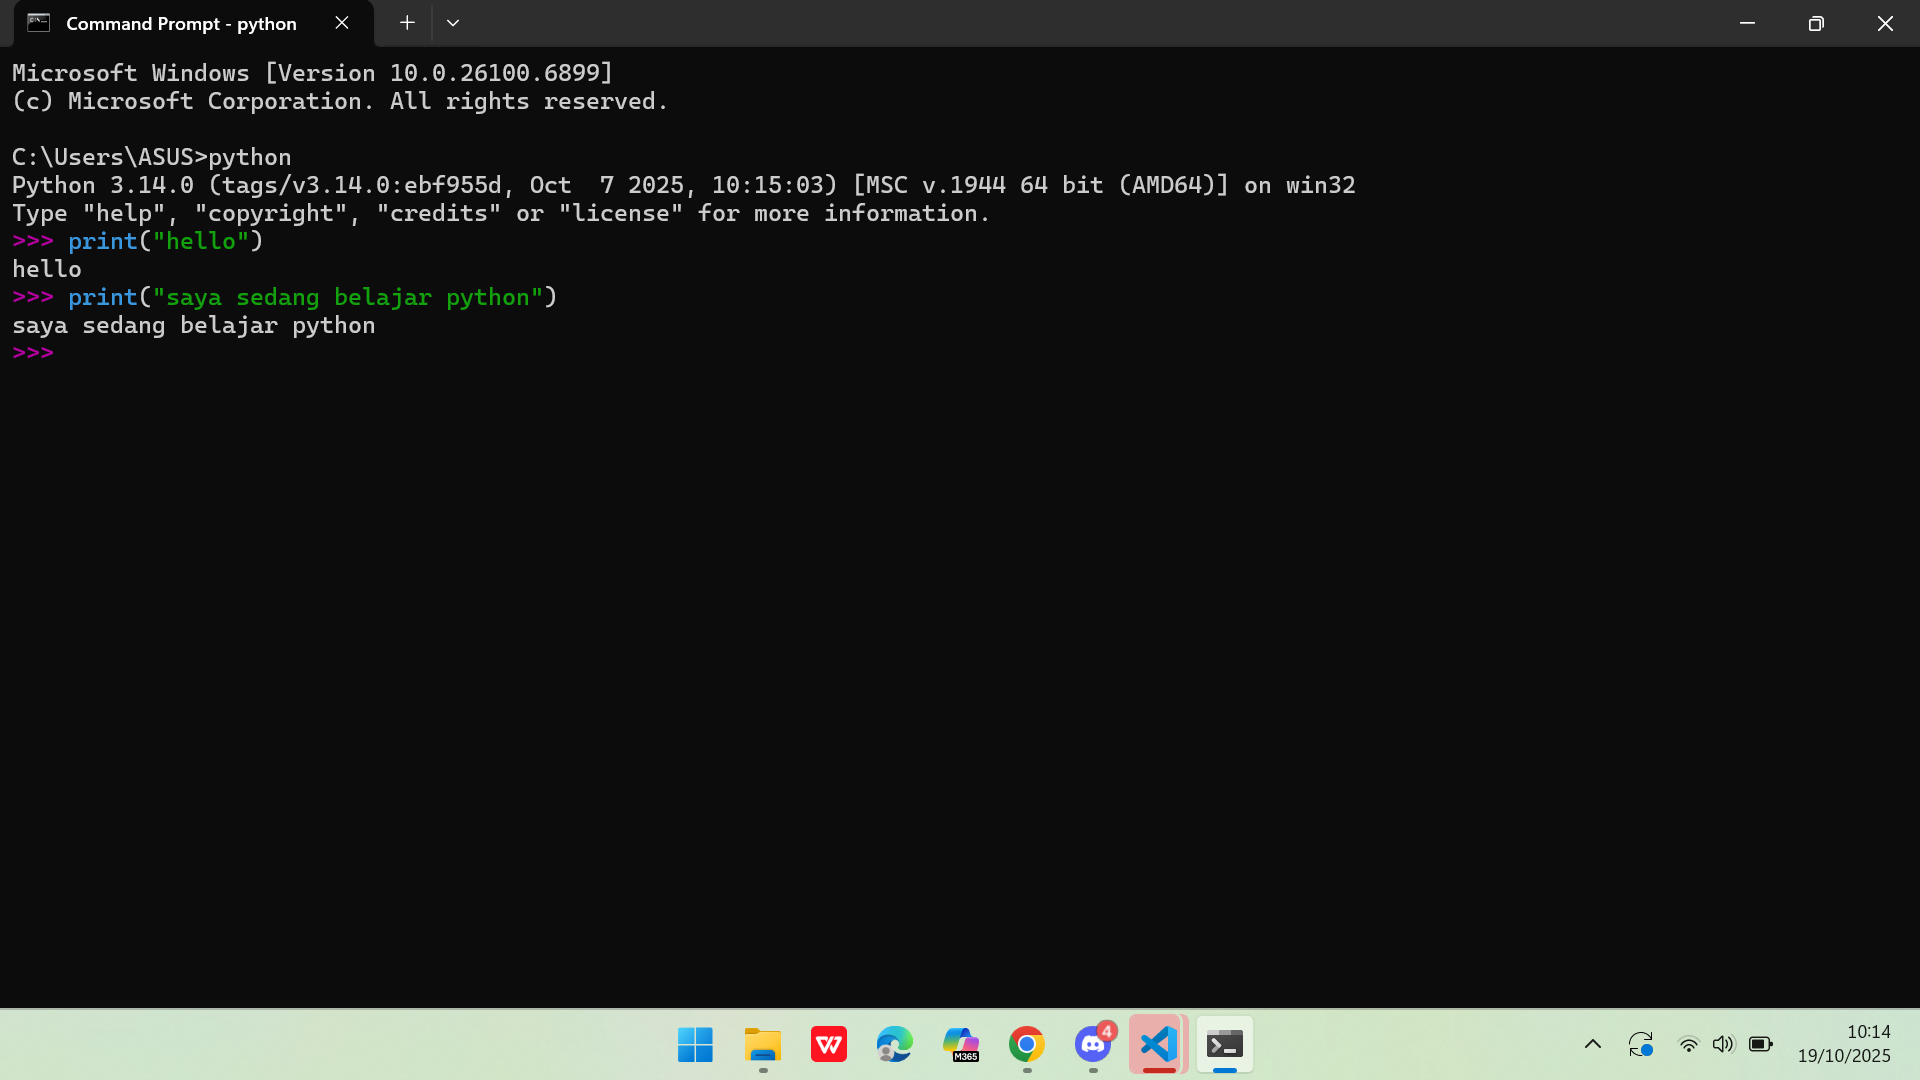 Command Prompt - python
Microsoft Windows [Version 10.0.26100.6899]
(c) Microsoft Corporation. All rights reserved.
C:\Users\ASUS>python
Python 3.14.0 (tags/v3.14.0:ebf955d, Oct  7 2025, 10:15:03) [MSC v.1944 64 bit (AMD64)] on win32
Type "help", "copyright", "credits" or "license" for more information.
>>> print("hello")
hello
>>> print("saya sedang belajar python")
saya sedang belajar python
>>>
M365
4
10:14
19/10/2025